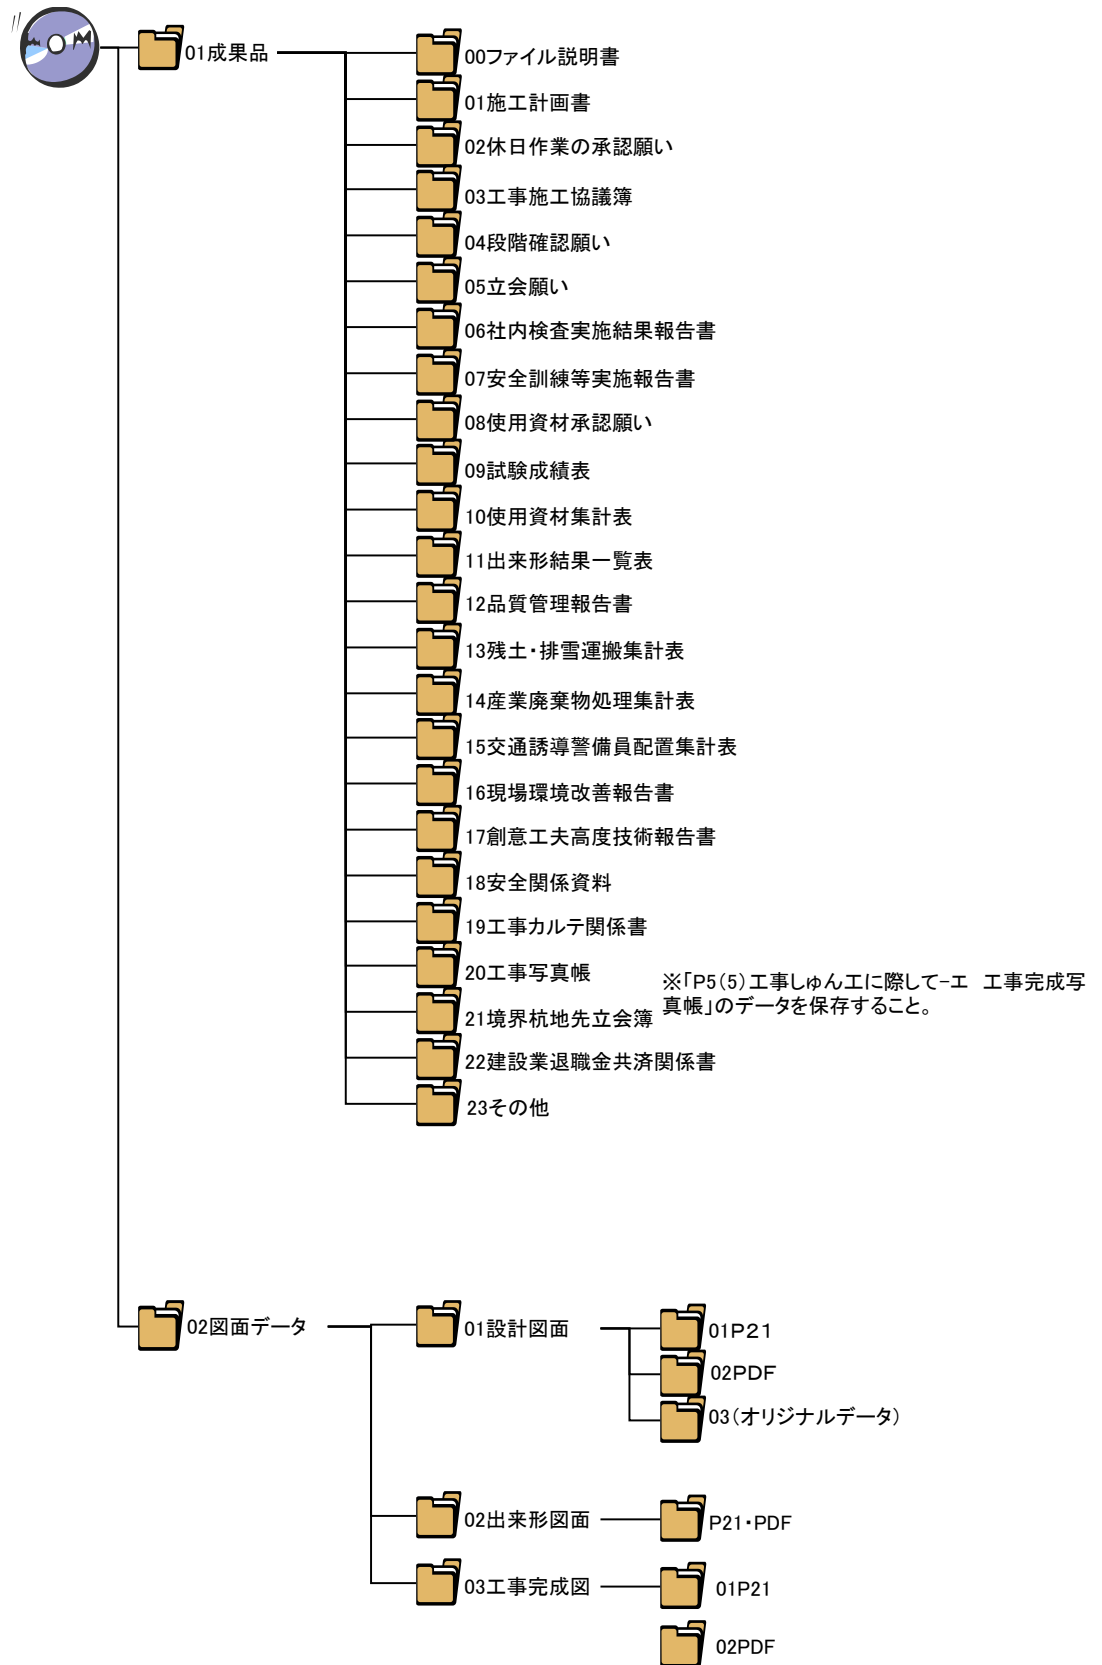 01成果品
00ファイル説明書
01施工計画書
02休日作業の承認願い
03工事施工協議簿
04段階確認願い
05立会願い
06社内検査実施結果報告書
07安全訓練等実施報告書
08使用資材承認願い
09試験成績表
10使用資材集計表
11出来形結果一覧表
12品質管理報告書
13残土・排雪運搬集計表
14産業廃棄物処理集計表
15交通誘導警備員配置集計表
16現場環境改善報告書
17創意工夫高度技術報告書
18安全関係資料
19工事カルテ関係書
20工事写真帳
※「P5(5)工事しゅん工に際して-エ　工事完成写
真帳」のデータを保存すること。
21境界杭地先立会簿
22建設業退職金共済関係書
23その他
02図面データ
01設計図面
01P21
02PDF
03(オリジナルデータ)
02出来形図面
P21・PDF
03工事完成図
01P21
02PDF